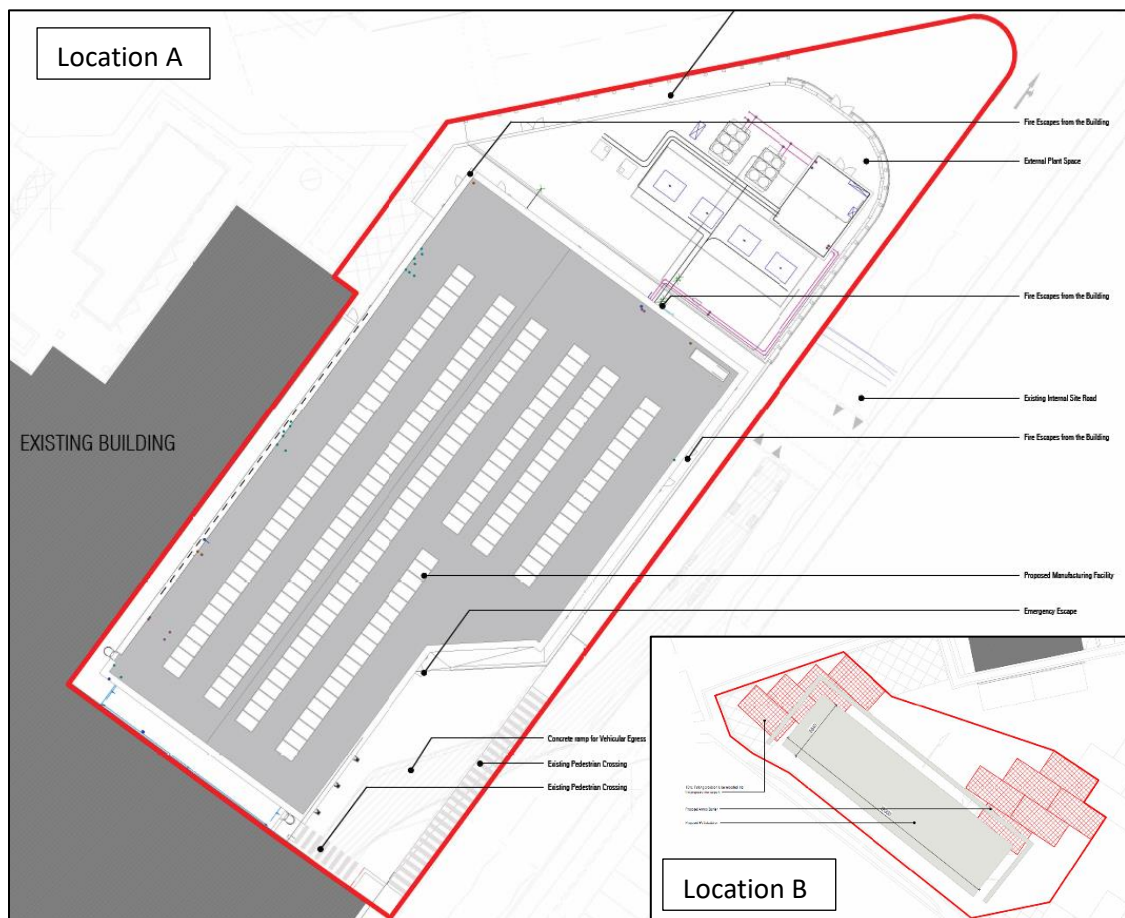 Location A
Fire Escapes from the Building
External Plant Space
Fire Escapes from the Building
Existing Internal Site Road
EXISTING BUILDING
Fire Escapes from the Building
Proposed Manufacturing Facility
Emergency Escape
Concrete ramp for Vehicular Egress
Existing Pedestrian Crossing
Existing Pedestrian Crossing
Location B